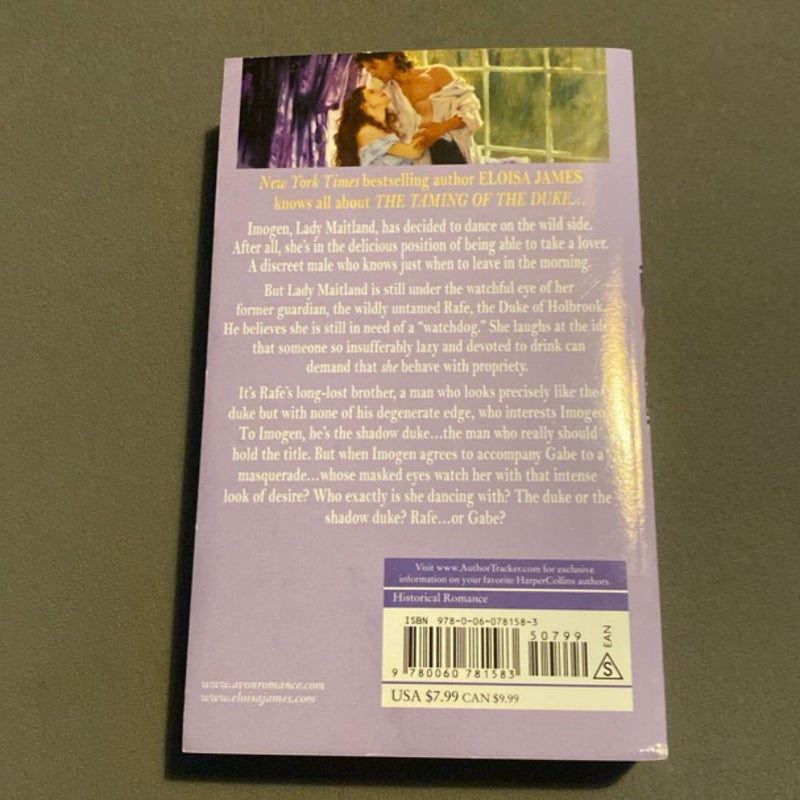 New York Times bestselling author ELOISA JAMES
knows all about THE TAMING OF THE DUKE…
Imogen, Lady Maitland, has decided to dance on the wild side.
After all, she's in the delicious position of being able to take a lover.
A discreet male who knows just when to leave in the morning.
But Lady Maitland is still under the watchful eye of her
former guardian, the wildly untamed Rafe, the Duke of Holbrook.
He believes she is still in need of a "watchdog." She laughs at the
that someone so insufferably lazy and devoted to drink can
demand that she behave with propriety.
It's Rafe's long-lost brother, a man who looks precisely like the
duke but with none of his degenerate edge, who interests Imogen.
To Imogen, he's the shadow duke…the man who really should
hold the title. But when Imogen agrees to accompany Gabe to a
masquerade…whose masked eyes watch her with that intense
look of desire? Who exactly is she dancing with? The duke or the
shadow duke? Rafe…or Gabe?
Visit www.AuthorTracker.com for exclusive
information on your favorite HarperCollins authors.
Historical Romance
ISBN 978-0-06-078158-3
50799
EAN
S
9 780060 781583
USA $7.99 CAN $9.99
www.avonromance.com
www.eloisajames.com